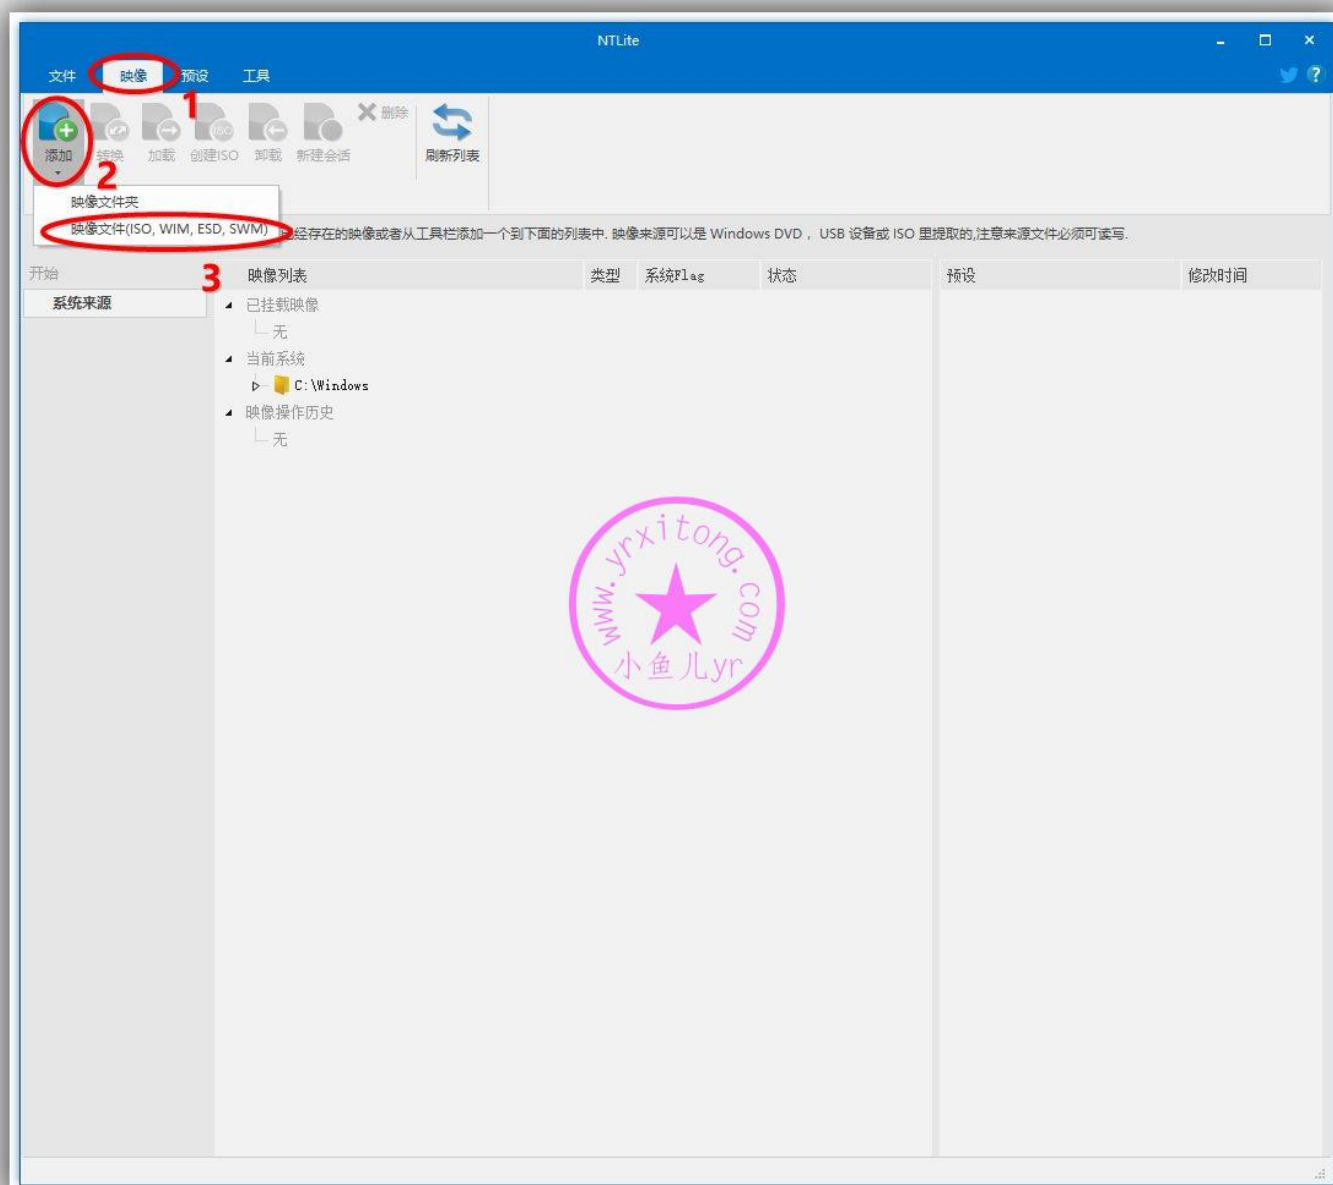 NTLite
文件 映像 预设 工具
1
添加 转换 加载 创建ISO 卸载 新建会话 删除 刷新列表
2
映像文件夹
映像文件(ISO, WIM, ESD, SWM)
经存在的映像或者从工具栏添加一个到下面的列表中. 映像来源可以是 Windows DVD , USB 设备或 ISO 里提取的,注意来源文件必须可读写.
3
开始 映像列表 类型 系统Flag 状态 预设 修改时间
系统来源
已挂载映像
无
当前系统
C:\Windows
映像操作历史
无
www.yrxitong.com
小鱼儿yr